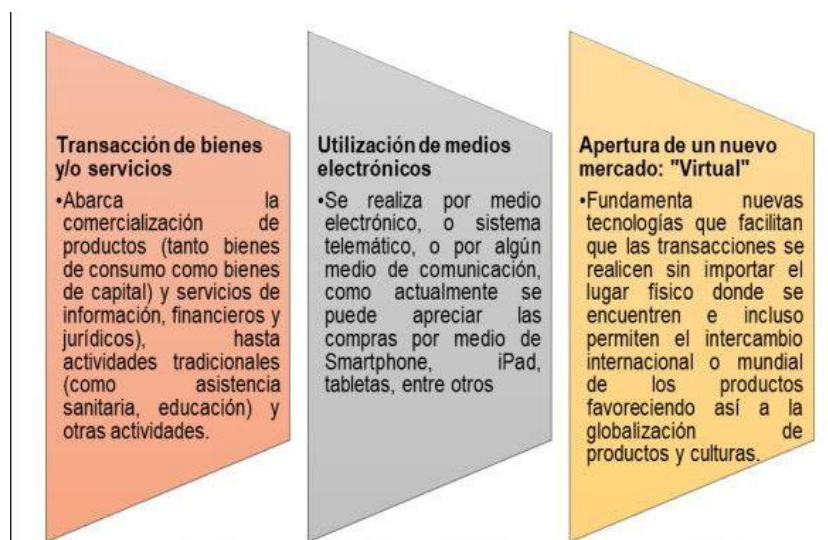 Transacción de bienes
y/o servicios
•Abarca la
comercialización de
productos (tanto bienes
de consumo como bienes
de capital) y servicios de
información, financieros y
jurídicos), hasta
actividades tradicionales
(como asistencia
sanitaria, educación) y
otras actividades.
Utilización de medios
electrónicos
•Se realiza por medio
electrónico, o sistema
telemático, o por algún
medio de comunicación,
como actualmente se
puede apreciar las
compras por medio de
Smartphone, iPad,
tabletas, entre otros
Apertura de un nuevo
mercado: "Virtual"
•Fundamenta nuevas
tecnologías que facilitan
que las transacciones se
realicen sin importar el
lugar físico donde se
encuentren e incluso
permiten el intercambio
internacional o mundial
de los productos
favoreciendo así a la
globalización de
productos y culturas.